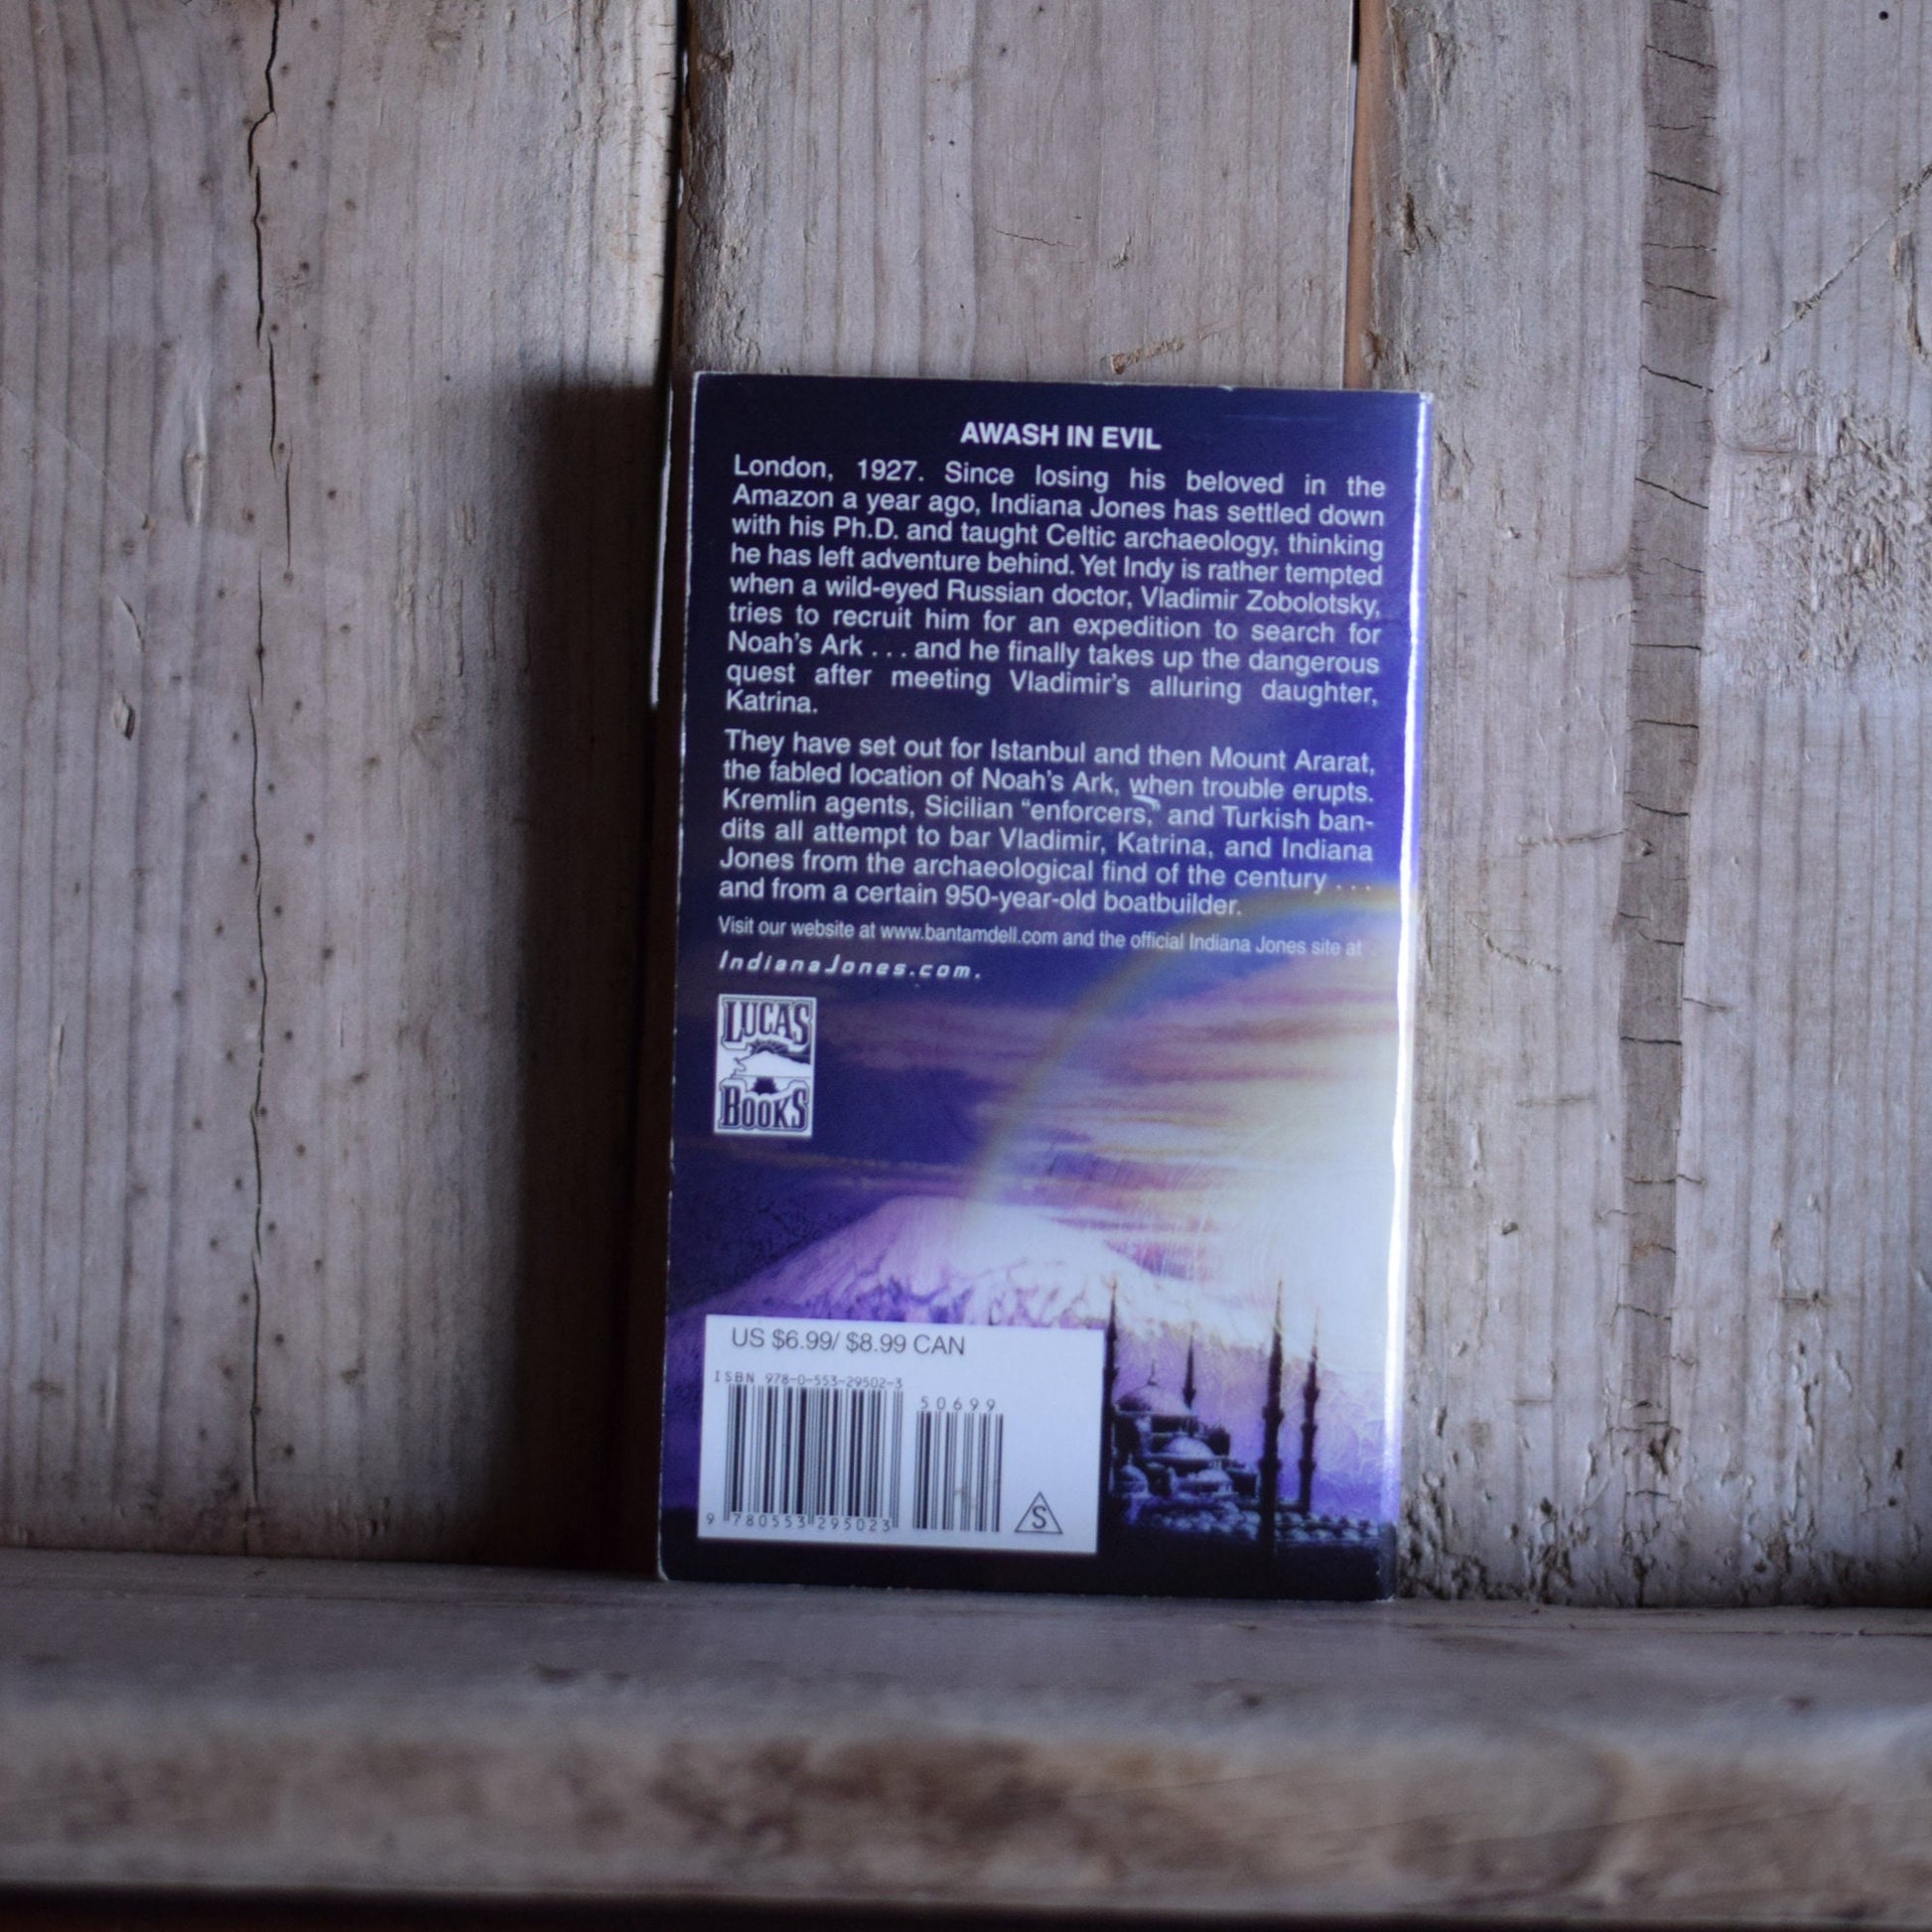 AWASH IN EVIL
London, 1927. Since losing his beloved in the
Amazon a year ago, Indiana Jones has settled down
with his Ph.D. and taught Celtic archaeology, thinking
he has left adventure behind. Yet Indy is rather tempted
when a wild-eyed Russian doctor, Vladimir Zobolotsky,
tries to recruit him for an expedition to search for
Noah's Ark . . . and he finally takes up the dangerous
quest after meeting Vladimir's alluring daughter,
Katrina.
They have set out for Istanbul and then Mount Ararat,
the fabled location of Noah's Ark, when trouble erupts.
Kremlin agents, Sicilian “enforcers,” and Turkish ban-
dits all attempt to bar Vladimir, Katrina, and Indiana
Jones from the archaeological find of the century . . .
and from a certain 950-year-old boatbuilder.
Visit our website at www.bantamdell.com and the official Indiana Jones site at
IndianaJones.com.
LUCAS
BOOKS
US $6.99/ $8.99 CAN
ISBN 978-0-553-29502-3
50699
9 780553 295023
S